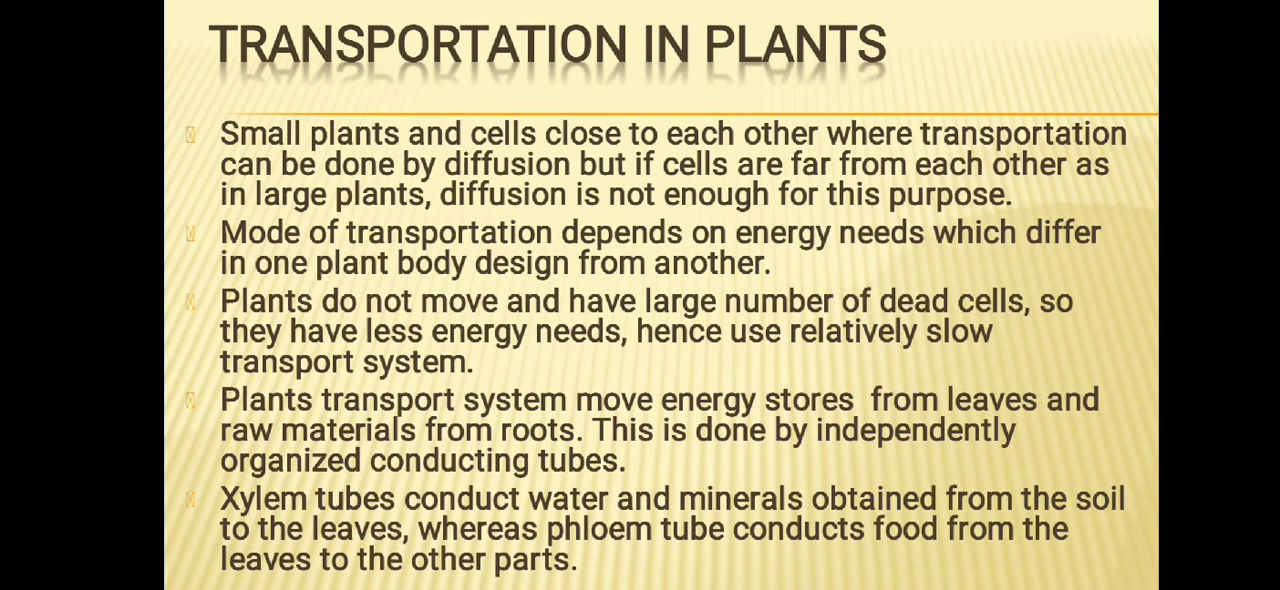 TRANSPORTATION IN PLANTS
Small plants and cells close to each other where transportation
can be done by diffusion but if cells are far from each other as
in large plants, diffusion is not enough for this purpose.
Mode of transportation depends on energy needs which differ
in one plant body design from another.
Plants do not move and have large number of dead cells, so
they have less energy needs, hence use relatively slow
transport system.
Plants transport system move energy stores from leaves and
raw materials from roots. This is done by independently
organized conducting tubes.
Xylem tubes conduct water and minerals obtained from the soil
to the leaves, whereas phloem tube conducts food from the
leaves to the other parts.